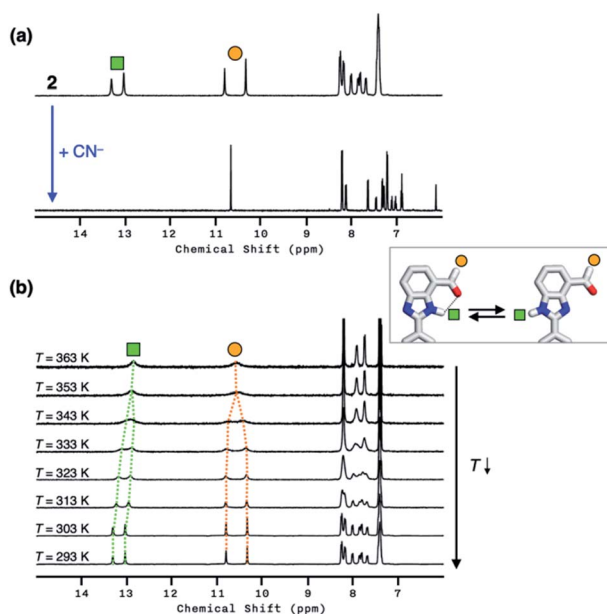 (a)
2
+ CN⁻
14 13 12 11 10 9 8 7
Chemical Shift (ppm)
(b)
T = 363 K
T = 353 K
T = 343 K
T = 333 K
T = 323 K
T = 313 K
T = 303 K
T = 293 K
T ↓
14 13 12 11 10 9 8 7
Chemical Shift (ppm)